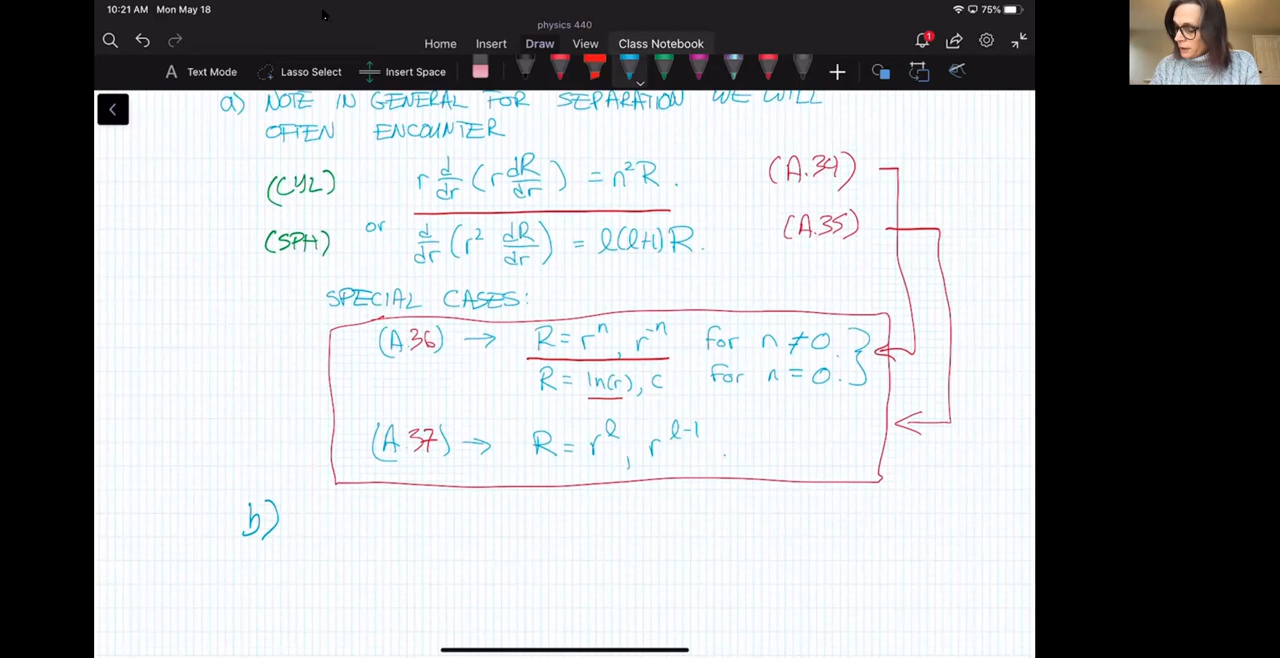 10:21 AM Mon May 18
75%
physics 440
Home Insert Draw View Class Notebook
1
Text Mode Lasso Select Insert Space
a) NOTE IN GENERAL FOR SEPARATION WE WILL
OFTEN ENCOUNTER
(CYL) r d/dr (r dR/dr) = n²R. (A.34)
or
(SPH) d/dr (r² dR/dr) = l(l+1)R. (A.35)
SPECIAL CASES:
(A.36) → R = rⁿ, r⁻ⁿ for n ≠ 0.
R = ln(r), c for n = 0.
(A.37) → R = r^l, r^(l-1).
b)